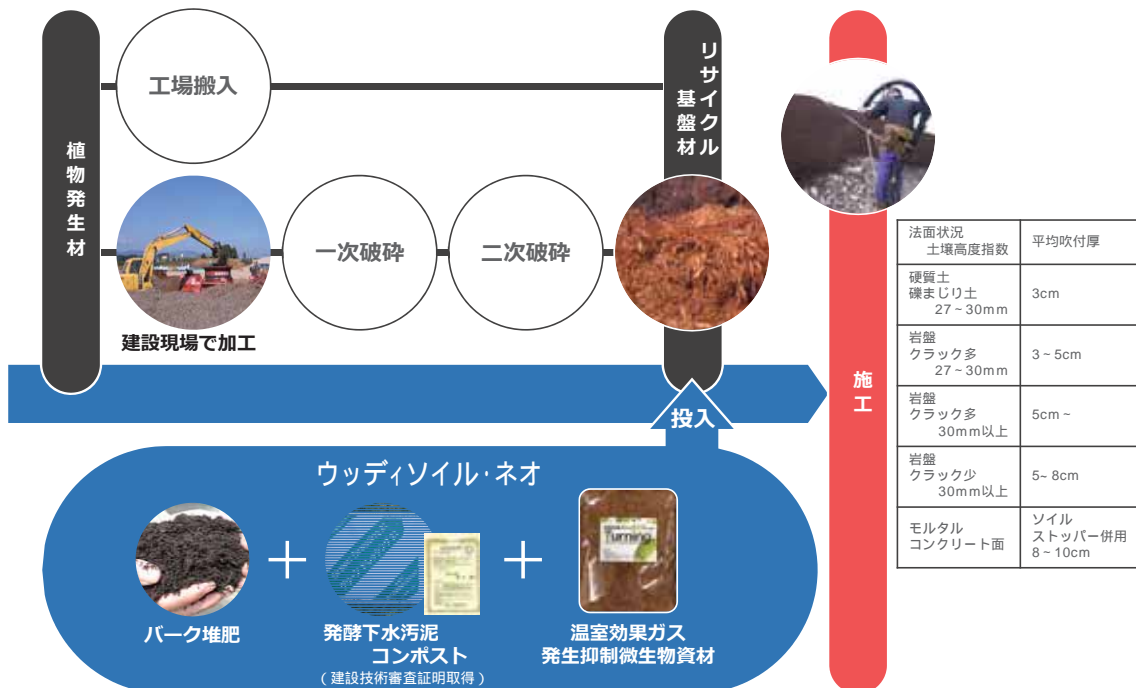 植物発生材
工場搬入
リサイクル
基盤材
一次破砕
二次破砕
建設現場で加工
施工
投入
法面状況
土壌高度指数
平均吹付厚
硬質土
礫まじり土
27~30mm
3cm
岩盤
クラック多
27~30mm
3~5cm
岩盤
クラック多
30mm以上
5cm~
岩盤
クラック少
30mm以上
5~8cm
モルタル
コンクリート面
ソイル
ストッパー併用
8~10cm
ウッディソイル・ネオ
Turning
バーク堆肥
発酵下水汚泥
コンポスト
(建設技術審査証明取得)
温室効果ガス
発生抑制微生物資材